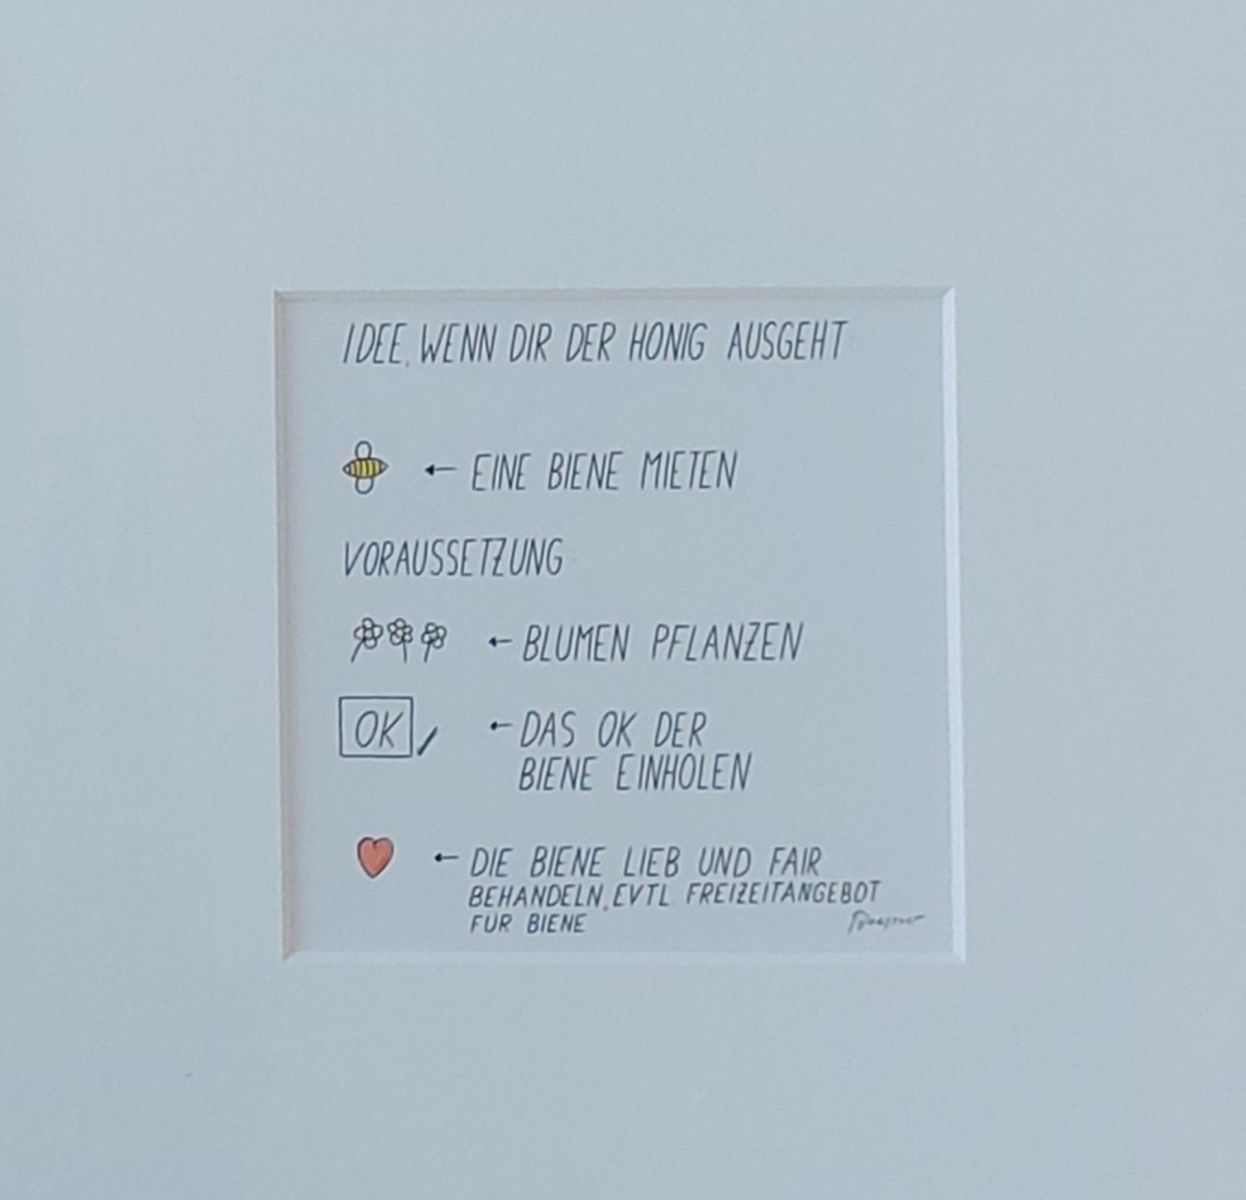 IDEE, WENN DIR DER HONIG AUSGEHT
← EINE BIENE MIETEN
VORAUSSETZUNG
← BLUMEN PFLANZEN
OK ← DAS OK DER
BIENE EINHOLEN
← DIE BIENE LIEB UND FAIR
BEHANDELN, EVTL. FREIZEITANGEBOT
FÜR BIENE